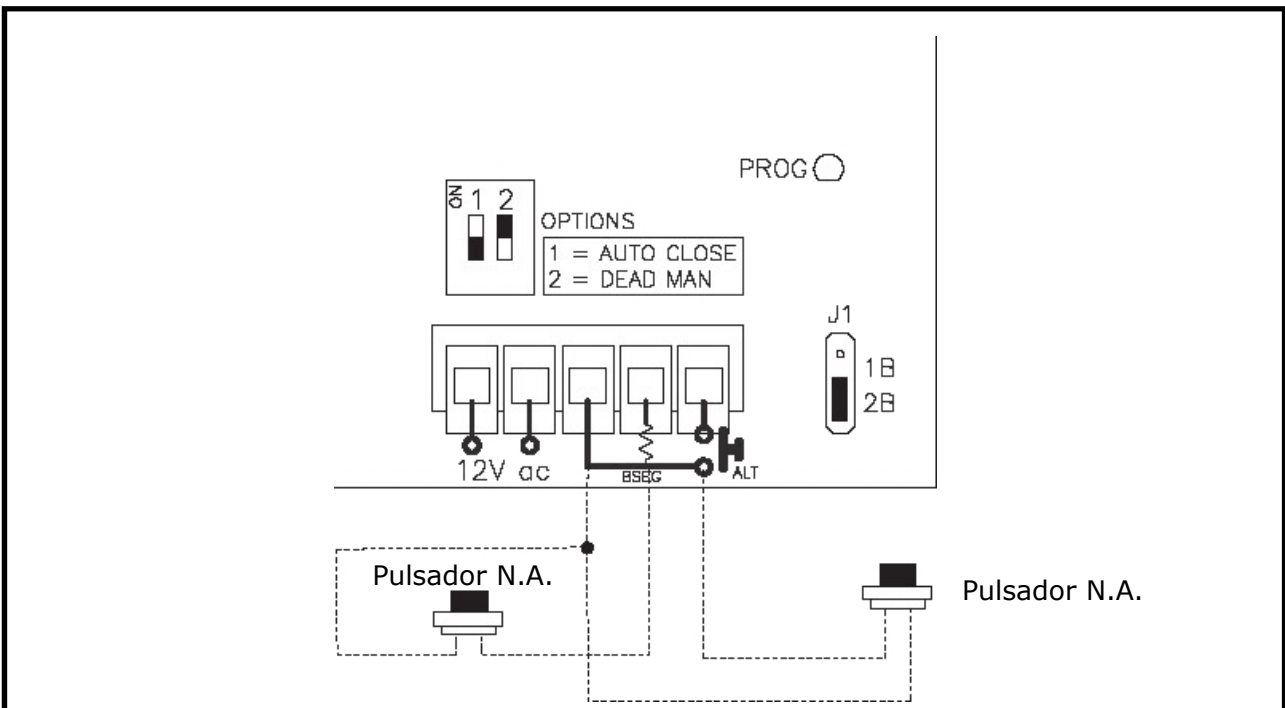 PROG
ON
1 2
OPTIONS
1 = AUTO CLOSE
2 = DEAD MAN
J1
1B
2B
12V ac
BSEG
ALT
Pulsador N.A.
Pulsador N.A.